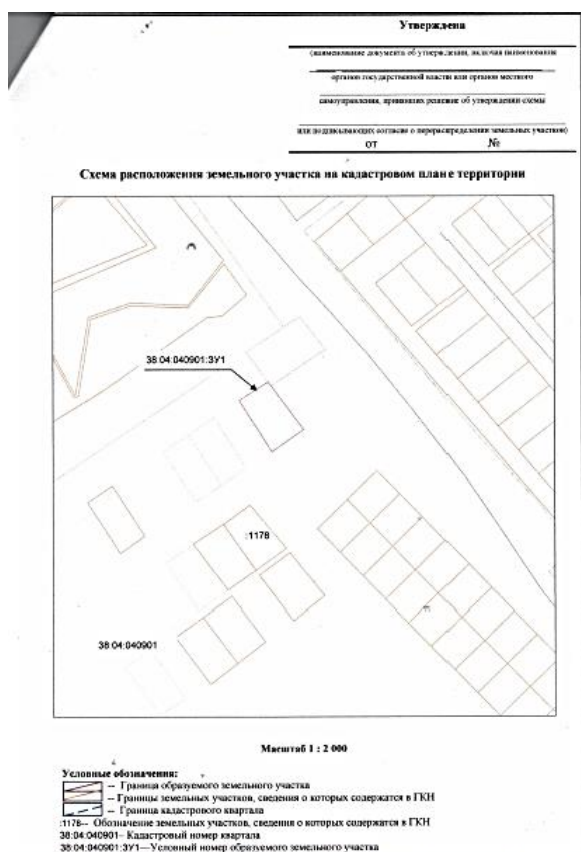 Утверждена
(наименование документа об утверждении, включая наименования
органов государственной власти или органов местного
самоуправления, принявших решение об утверждении схемы
или подписывающих соглашение о перераспределении земельных участков)
от №
Схема расположения земельного участка на кадастровом плане территории
38:04:040901:ЗУ1
:1178
38:04:040901
Масштаб 1 : 2 000
Условные обозначения:
– Граница образуемого земельного участка
– Границы земельных участков, сведения о которых содержатся в ГКН
– Граница кадастрового квартала
:1178– Обозначение земельных участков, сведения о которых содержатся в ГКН
38:04:040901– Кадастровый номер квартала
38:04:040901:ЗУ1—Условный номер образуемого земельного участка